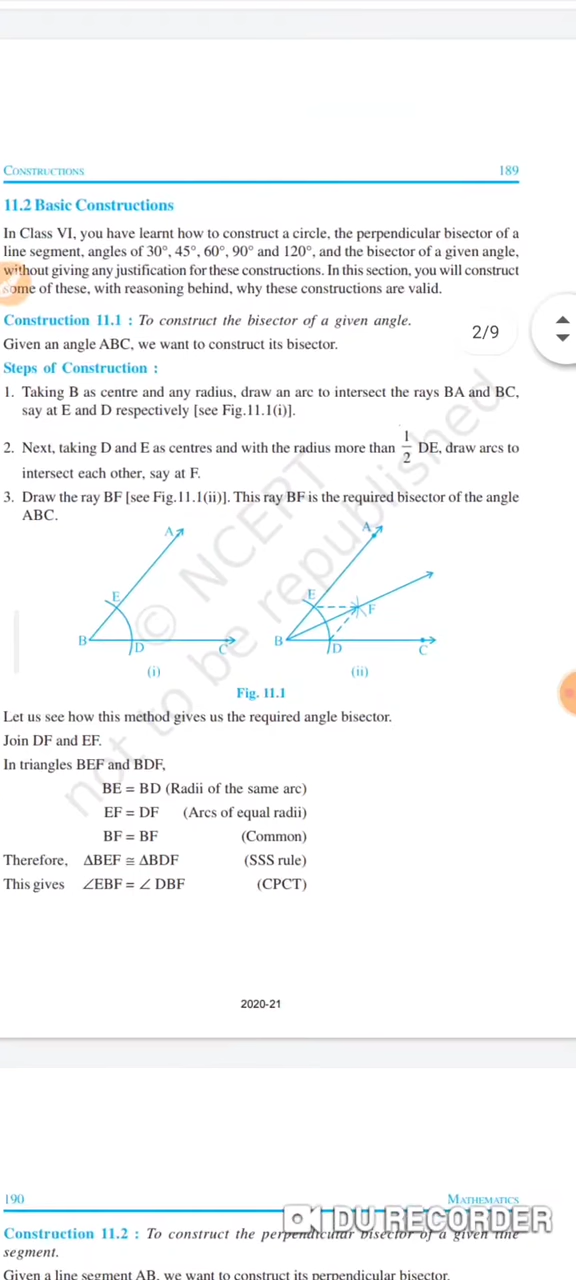 CONSTRUCTIONS 189
11.2 Basic Constructions
In Class VI, you have learnt how to construct a circle, the perpendicular bisector of a
line segment, angles of 30°, 45°, 60°, 90° and 120°, and the bisector of a given angle,
without giving any justification for these constructions. In this section, you will construct
some of these, with reasoning behind, why these constructions are valid.
Construction 11.1 : To construct the bisector of a given angle.
2/9
Given an angle ABC, we want to construct its bisector.
Steps of Construction :
1. Taking B as centre and any radius, draw an arc to intersect the rays BA and BC,
say at E and D respectively [see Fig.11.1(i)].
2. Next, taking D and E as centres and with the radius more than 1/2 DE, draw arcs to
intersect each other, say at F.
3. Draw the ray BF [see Fig.11.1(ii)]. This ray BF is the required bisector of the angle
ABC.
A A
E E F
B D C B D C
(i) (ii)
Fig. 11.1
© NCERT
not to be republished
Let us see how this method gives us the required angle bisector.
Join DF and EF.
In triangles BEF and BDF,
BE = BD (Radii of the same arc)
EF = DF (Arcs of equal radii)
BF = BF (Common)
Therefore, ΔBEF ≅ ΔBDF (SSS rule)
This gives ∠EBF = ∠ DBF (CPCT)
2020-21
190 MATHEMATICS
DU RECORDER
Construction 11.2 : To construct the perpendicular bisector of a given line
segment.
Given a line segment AB, we want to construct its perpendicular bisector.